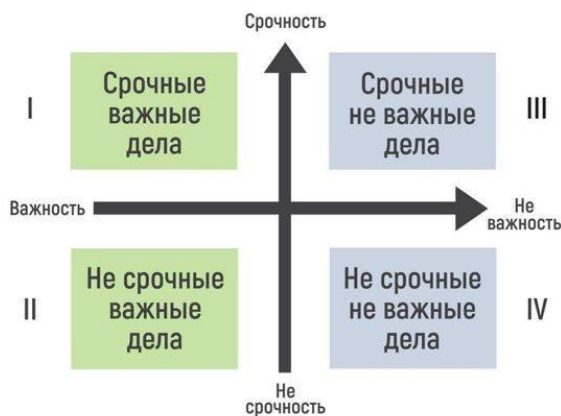 Срочность
I
Срочные
важные
дела
Срочные
не важные
дела
III
Важность
Не
важность
II
Не срочные
важные
дела
Не срочные
не важные
дела
IV
Не
срочность